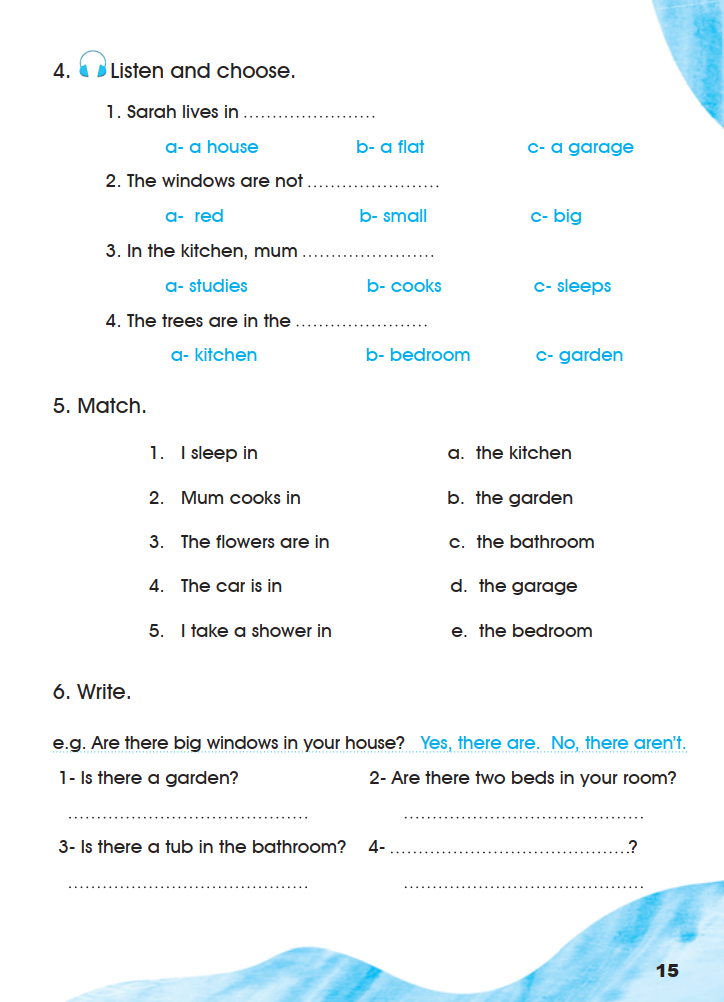 4. Listen and choose.
1. Sarah lives in .......................
a- a house b- a flat c- a garage
2. The windows are not .......................
a- red b- small c- big
3. In the kitchen, mum .......................
a- studies b- cooks c- sleeps
4. The trees are in the .......................
a- kitchen b- bedroom c- garden
5. Match.
1. I sleep in a. the kitchen
2. Mum cooks in b. the garden
3. The flowers are in c. the bathroom
4. The car is in d. the garage
5. I take a shower in e. the bedroom
6. Write.
e.g. Are there big windows in your house? Yes, there are. No, there aren't.
1- Is there a garden? 2- Are there two beds in your room?
.......................................... ..........................................
3- Is there a tub in the bathroom? 4- ..........................................?
.......................................... ..........................................
15